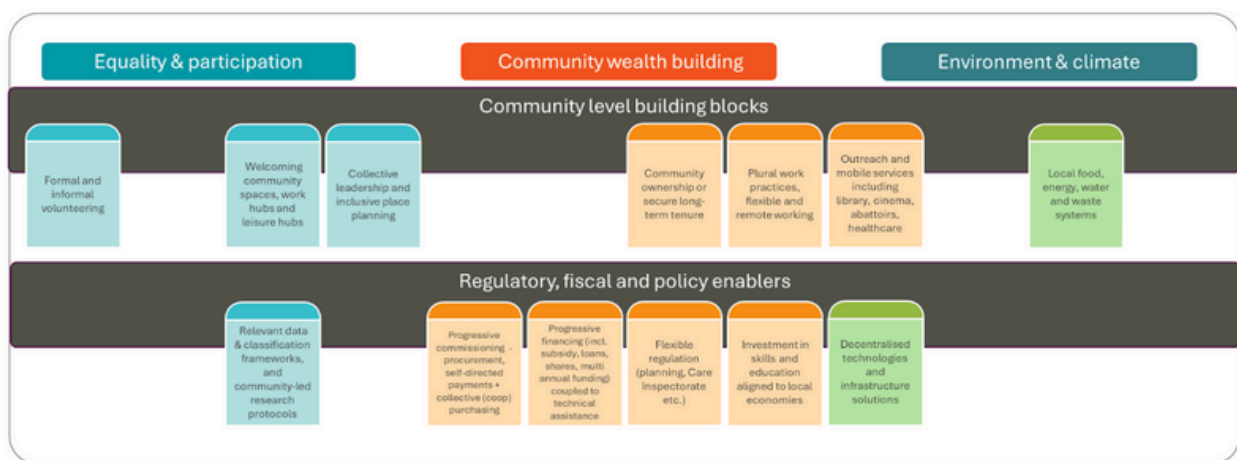 Equality & participation
Community wealth building
Environment & climate
Community level building blocks
Formal and
informal
volunteering
Welcoming
community
spaces, work
hubs and
leisure hubs
Collective
leadership and
inclusive place
planning
Community
ownership or
secure long-
term tenure
Plural work
practices,
flexible and
remote working
Outreach and
mobile services
including
library, cinema,
abattoirs,
healthcare
Local food,
energy, water
and waste
systems
Regulatory, fiscal and policy enablers
Relevant data
& classification
frameworks,
and
community-led
research
protocols
Progressive
commissioning -
procurement,
self-directed
payments +
collective (coop)
purchasing
Progressive
financing (incl.
subsidy, loans,
shares, multi
annual funding)
coupled to
technical
assistance
Flexible
regulation
(planning, Care
Inspectorate
etc.)
Investment in
skills and
education
aligned to local
economies
Decentralised
technologies
and
infrastructure
solutions